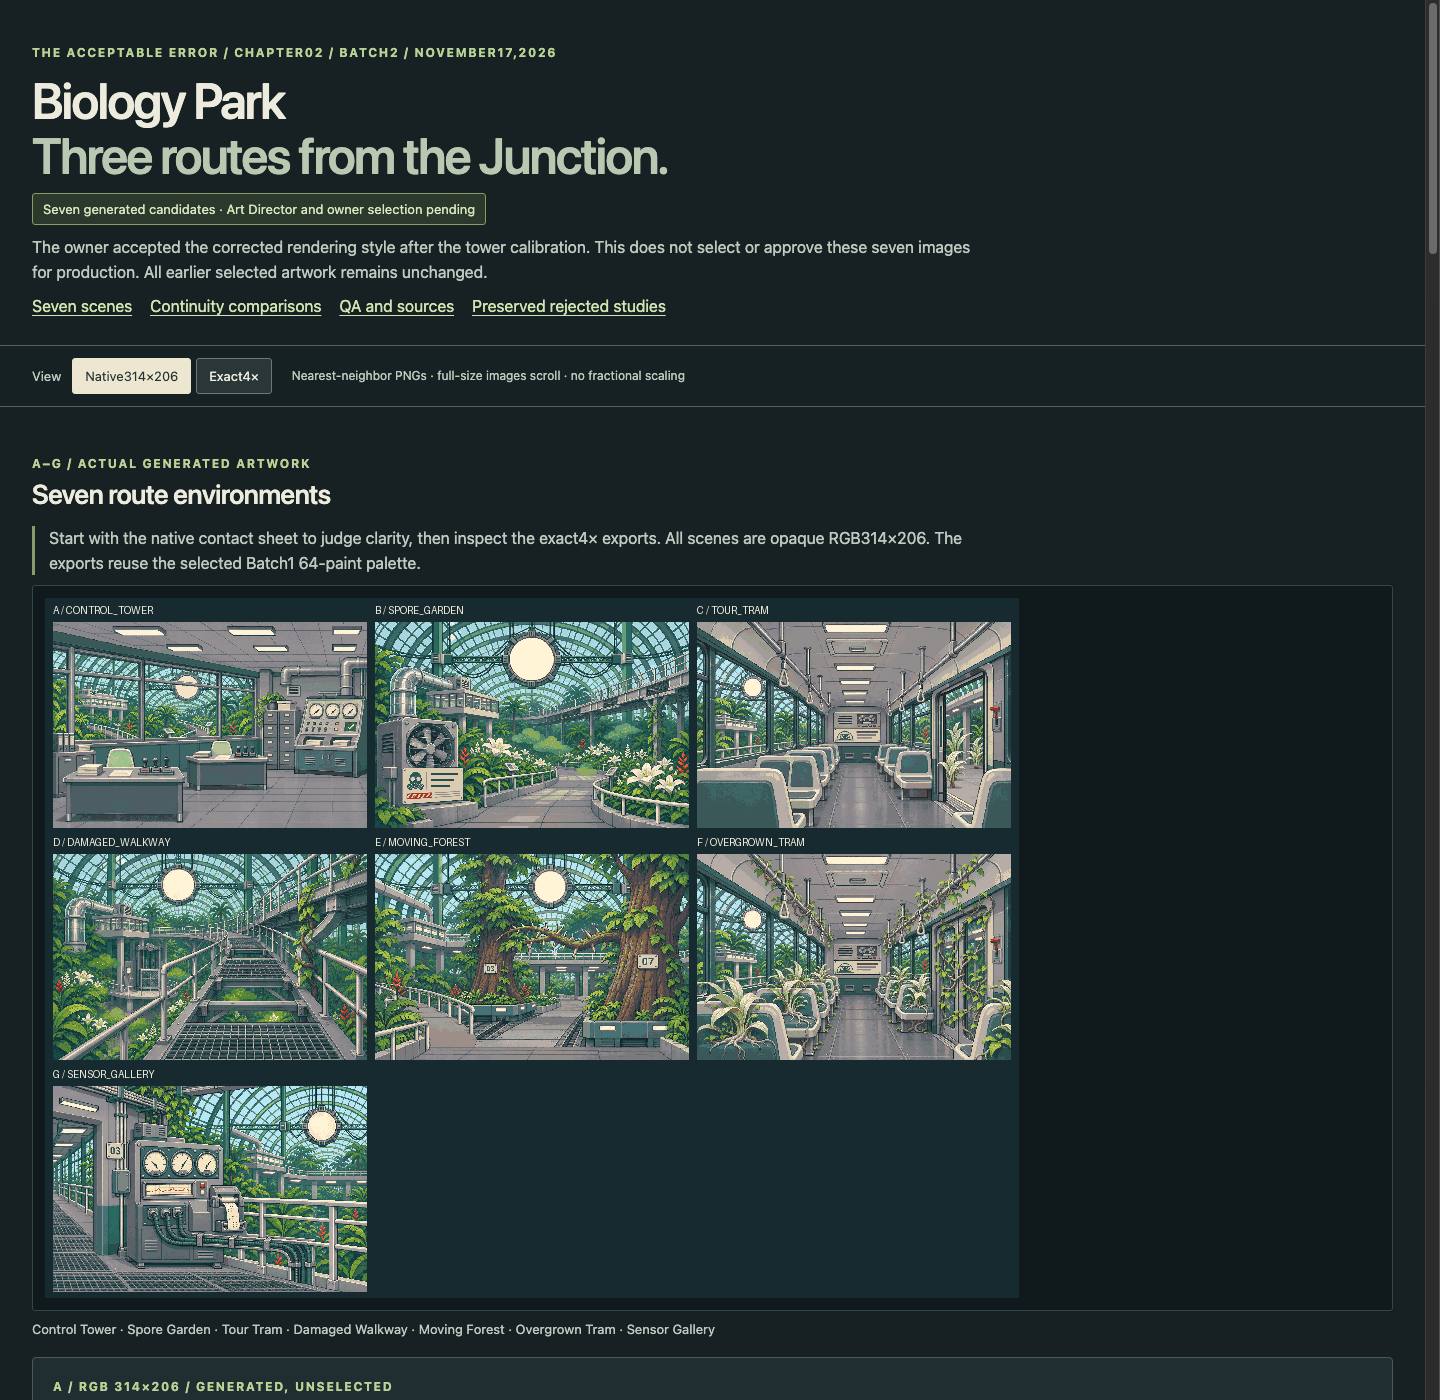 THE ACCEPTABLE ERROR / CHAPTER02 / BATCH2 / NOVEMBER17,2026
Biology Park
Three routes from the Junction.
Seven generated candidates · Art Director and owner selection pending
The owner accepted the corrected rendering style after the tower calibration. This does not select or approve these seven images
for production. All earlier selected artwork remains unchanged.
Seven scenes Continuity comparisons QA and sources Preserved rejected studies
View Native314×206 Exact4× Nearest-neighbor PNGs · full-size images scroll · no fractional scaling
A–G / ACTUAL GENERATED ARTWORK
Seven route environments
Start with the native contact sheet to judge clarity, then inspect the exact4× exports. All scenes are opaque RGB314×206. The
exports reuse the selected Batch1 64-paint palette.
A / CONTROL_TOWER B / SPORE_GARDEN C / TOUR_TRAM
D / DAMAGED_WALKWAY E / MOVING_FOREST F / OVERGROWN_TRAM
03 07
G / SENSOR_GALLERY
03
Control Tower · Spore Garden · Tour Tram · Damaged Walkway · Moving Forest · Overgrown Tram · Sensor Gallery
A / RGB 314×206 / GENERATED, UNSELECTED